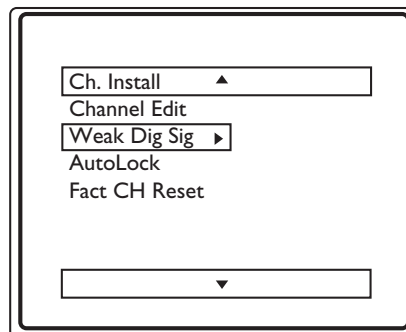 Ch. Install
Channel Edit
Weak Dig Sig
AutoLock
Fact CH Reset